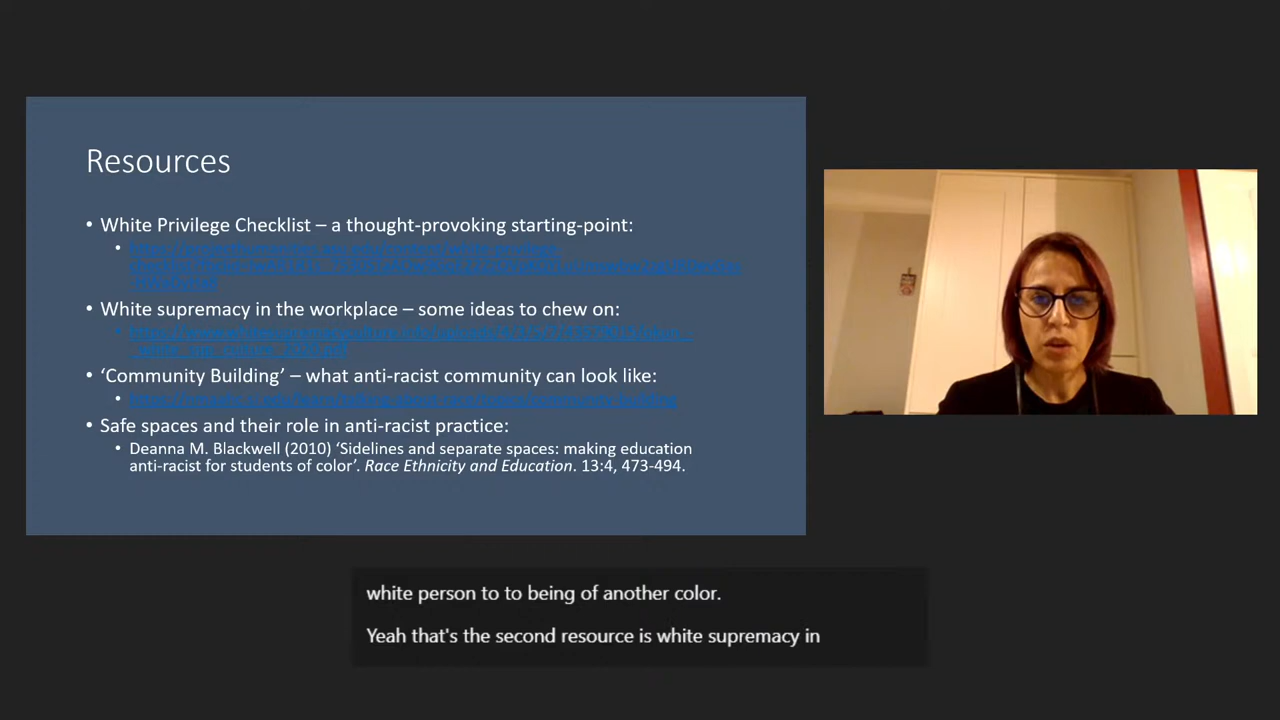 Resources
• White Privilege Checklist – a thought-provoking starting-point:
• White supremacy in the workplace – some ideas to chew on:
• ‘Community Building’ – what anti-racist community can look like:
• Safe spaces and their role in anti-racist practice:
• Deanna M. Blackwell (2010) ‘Sidelines and separate spaces: making education
anti-racist for students of color’. Race Ethnicity and Education. 13:4, 473-494.
white person to to being of another color.
Yeah that's the second resource is white supremacy in